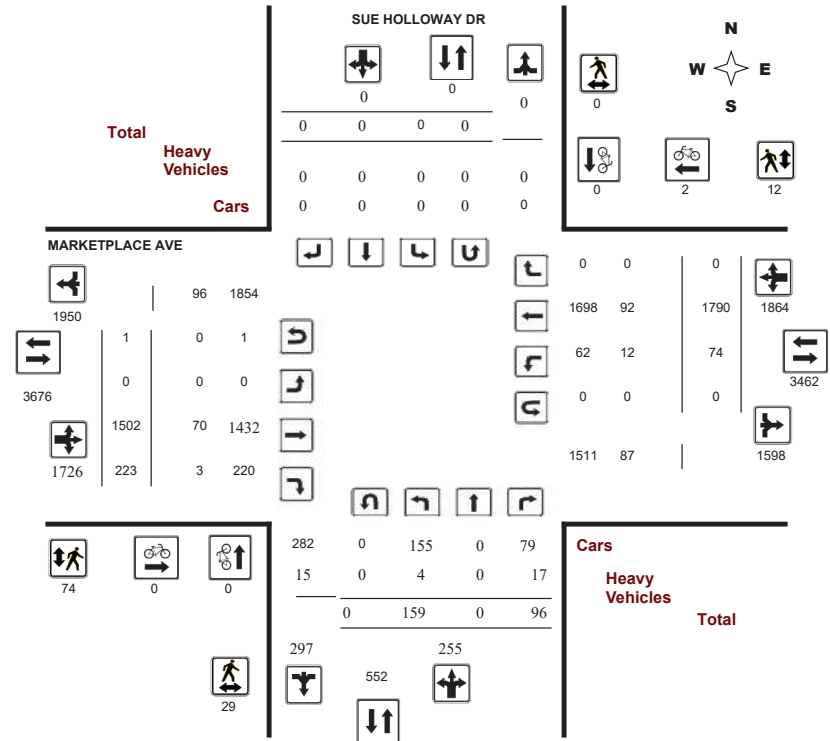 SUE HOLLOWAY DR
N
W E
S
0
0
0
0
0 0 0 0
Total
Heavy
Vehicles
0 0 0 0 0
Cars
0 0 0 0 0
0 2 12
MARKETPLACE AVE
1950
96 1854
3676
1 0 1
0 0 0
1502 70 1432
1726
223 3 220
0 0 0
1698 92 1790 1864
62 12 74
3462
0 0 0
1511 87 1598
74 0 0
29
282 0 155 0 79
15 0 4 0 17
0 159 0 96
297 255
552
Cars
Heavy
Vehicles
Total